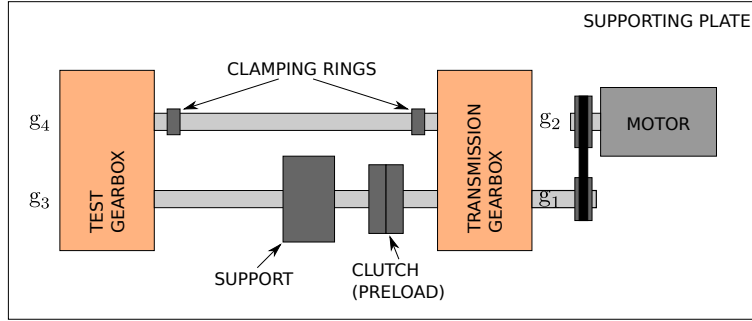 SUPPORTING PLATE
CLAMPING RINGS
g₄
g₂
MOTOR
TEST
GEARBOX
TRANSMISSION
GEARBOX
g₃
g₁
SUPPORT
CLUTCH
(PRELOAD)